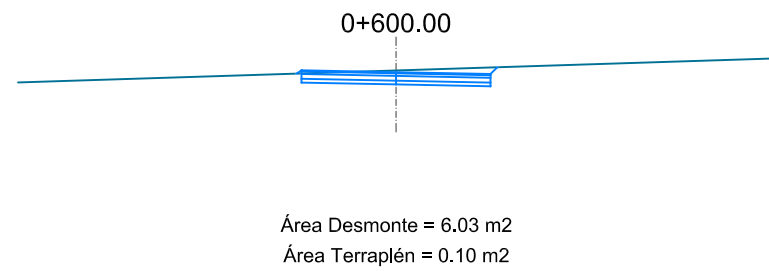 0+600.00
Área Desmonte = 6.03 m2
Área Terraplén = 0.10 m2